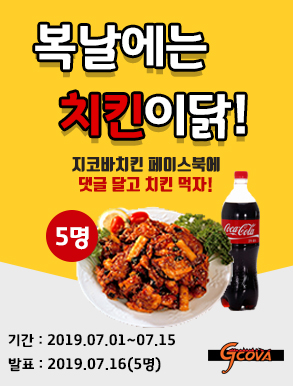 복날에는
치킨이닭!
지코바치킨 페이스북에
댓글 달고 치킨 먹자!
5명
Coca-Cola
기간 : 2019.07.01~07.15
발표 : 2019.07.16(5명)
GCOVA